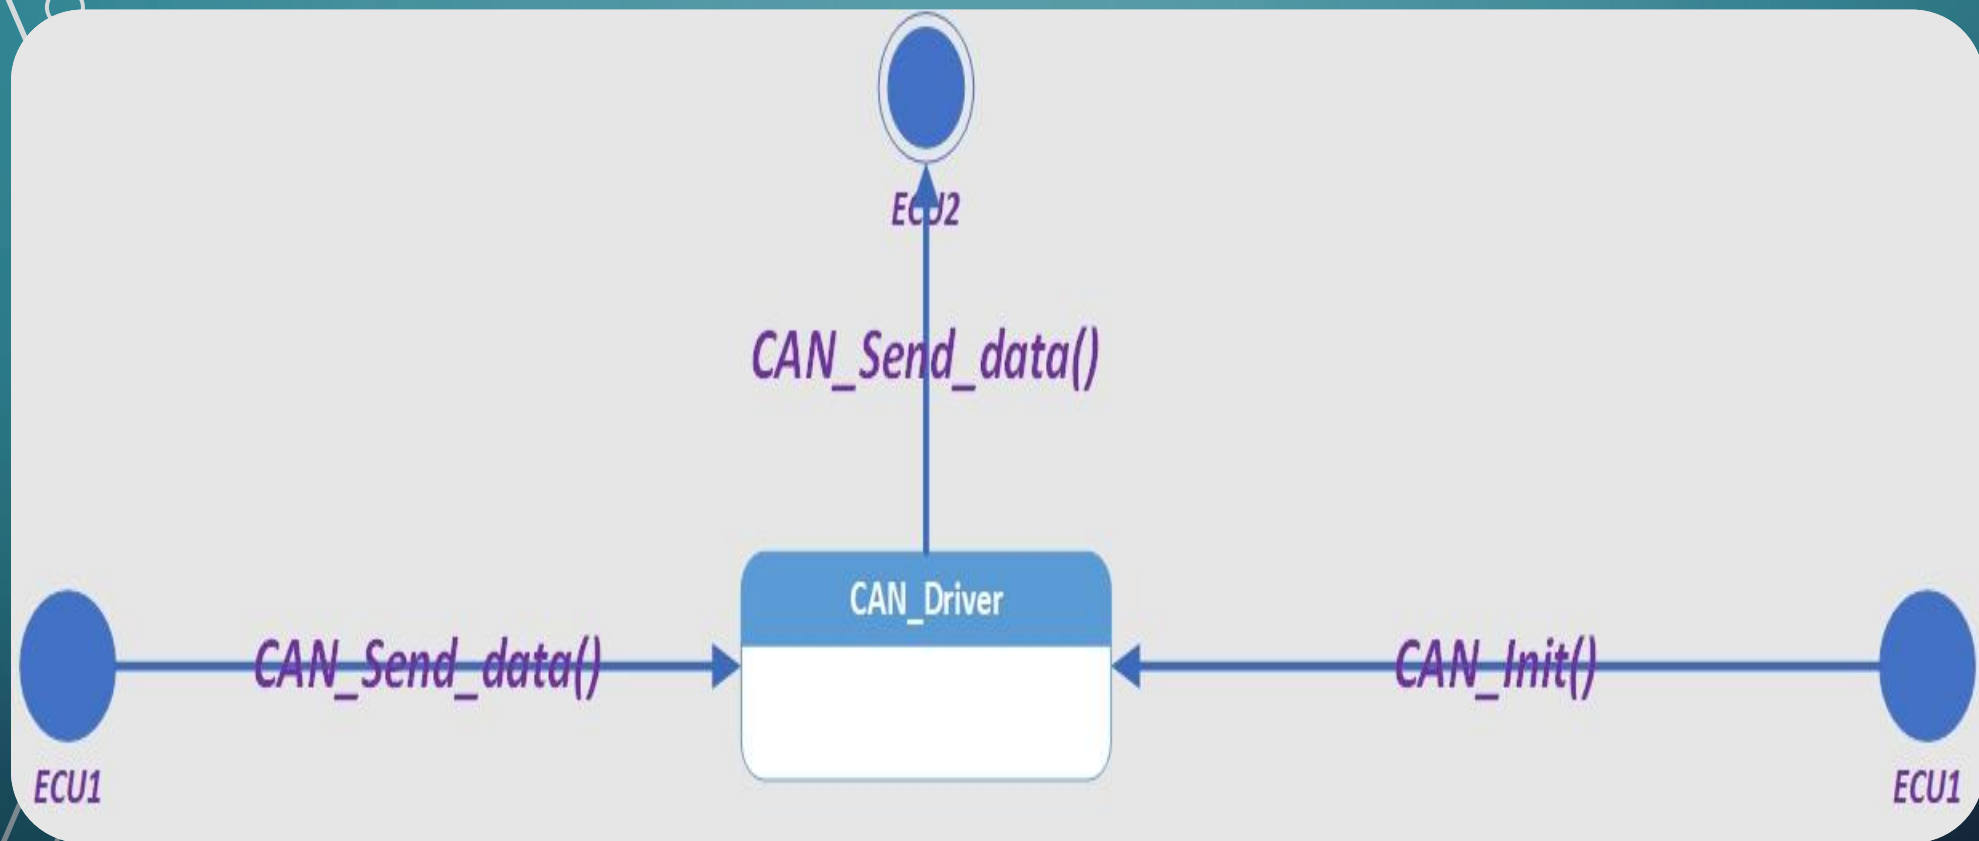 ECU2
CAN_Send_data()
CAN_Driver
CAN_Send_data()
CAN_Init()
ECU1
ECU1